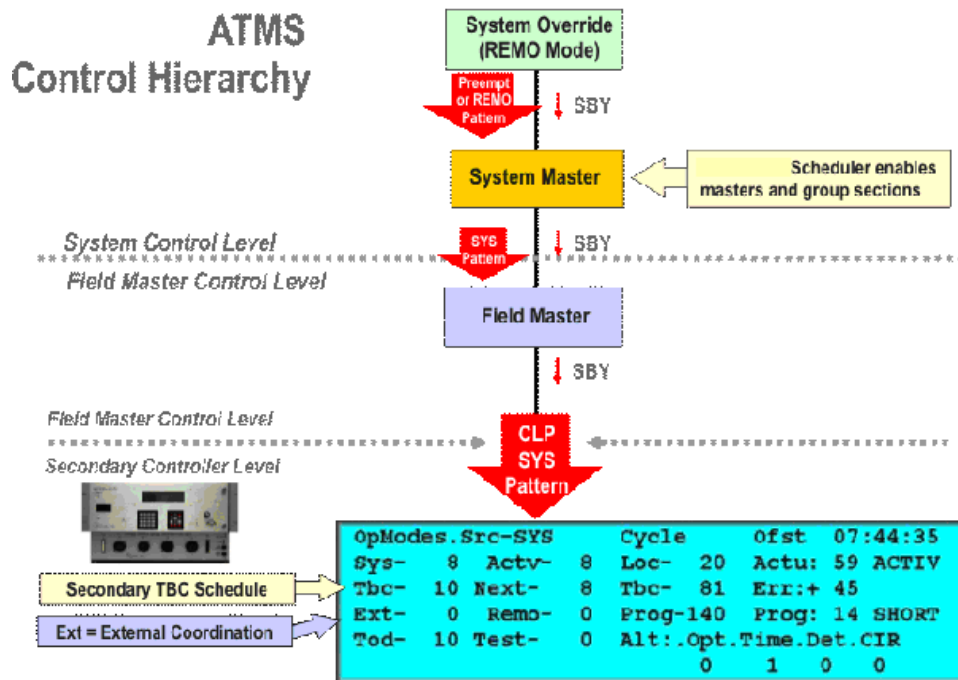 ATMS
Control Hierarchy
System Override
(REMO Mode)
Preempt
or REMO
Pattern
SBY
System Master
Scheduler enables
masters and group sections
System Control Level
SYS
Pattern
SBY
Field Master Control Level
Field Master
SBY
Field Master Control Level
CLP
SYS
Pattern
Secondary Controller Level
OpModes.Src-SYS Cycle Ofst 07:44:35
Sys- 8 Actv- 8 Loc- 20 Actu: 59 ACTIV
Secondary TBC Schedule
Tbc- 10 Next- 8 Tbc- 81 Err:+ 45
Ext = External Coordination
Ext- 0 Remo- 0 Prog-140 Prog: 14 SHORT
Tod- 10 Test- 0 Alt:.Opt.Time.Det.CIR
0 1 0 0